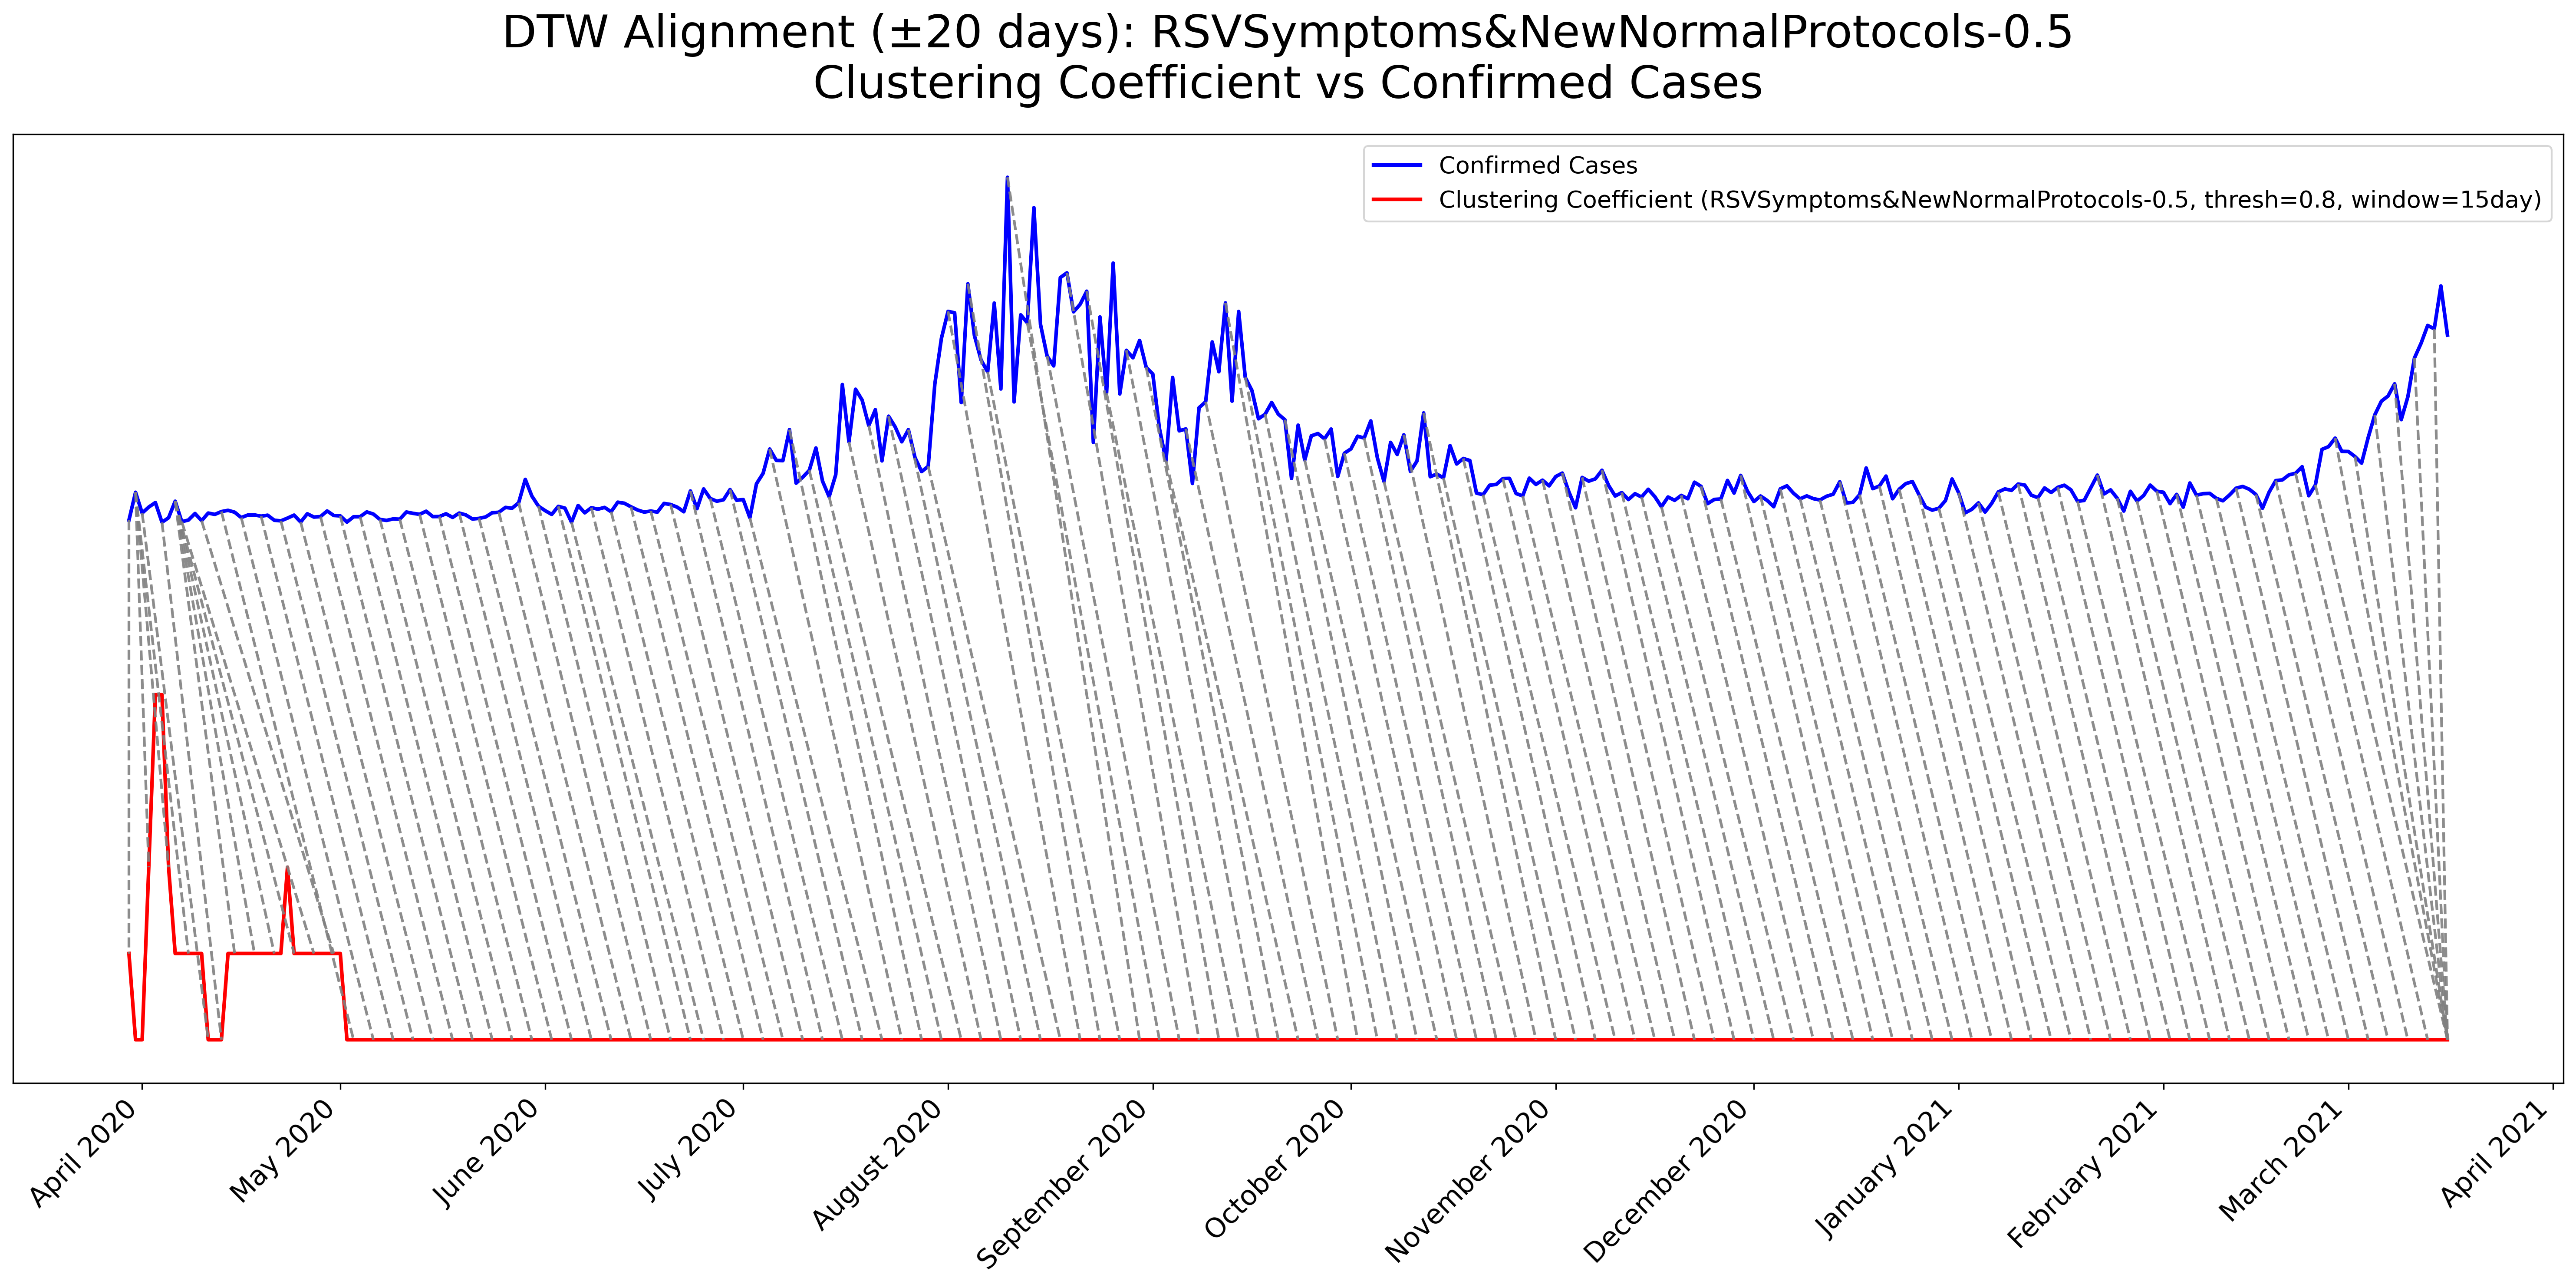 DTW Alignment (±20 days): RSVSymptoms&NewNormalProtocols-0.5
Clustering Coefficient vs Confirmed Cases
Confirmed Cases
Clustering Coefficient (RSVSymptoms&NewNormalProtocols-0.5, thresh=0.8, window=15day)
April 2020
May 2020
June 2020
July 2020
August 2020
September 2020
October 2020
November 2020
December 2020
January 2021
February 2021
March 2021
April 2021